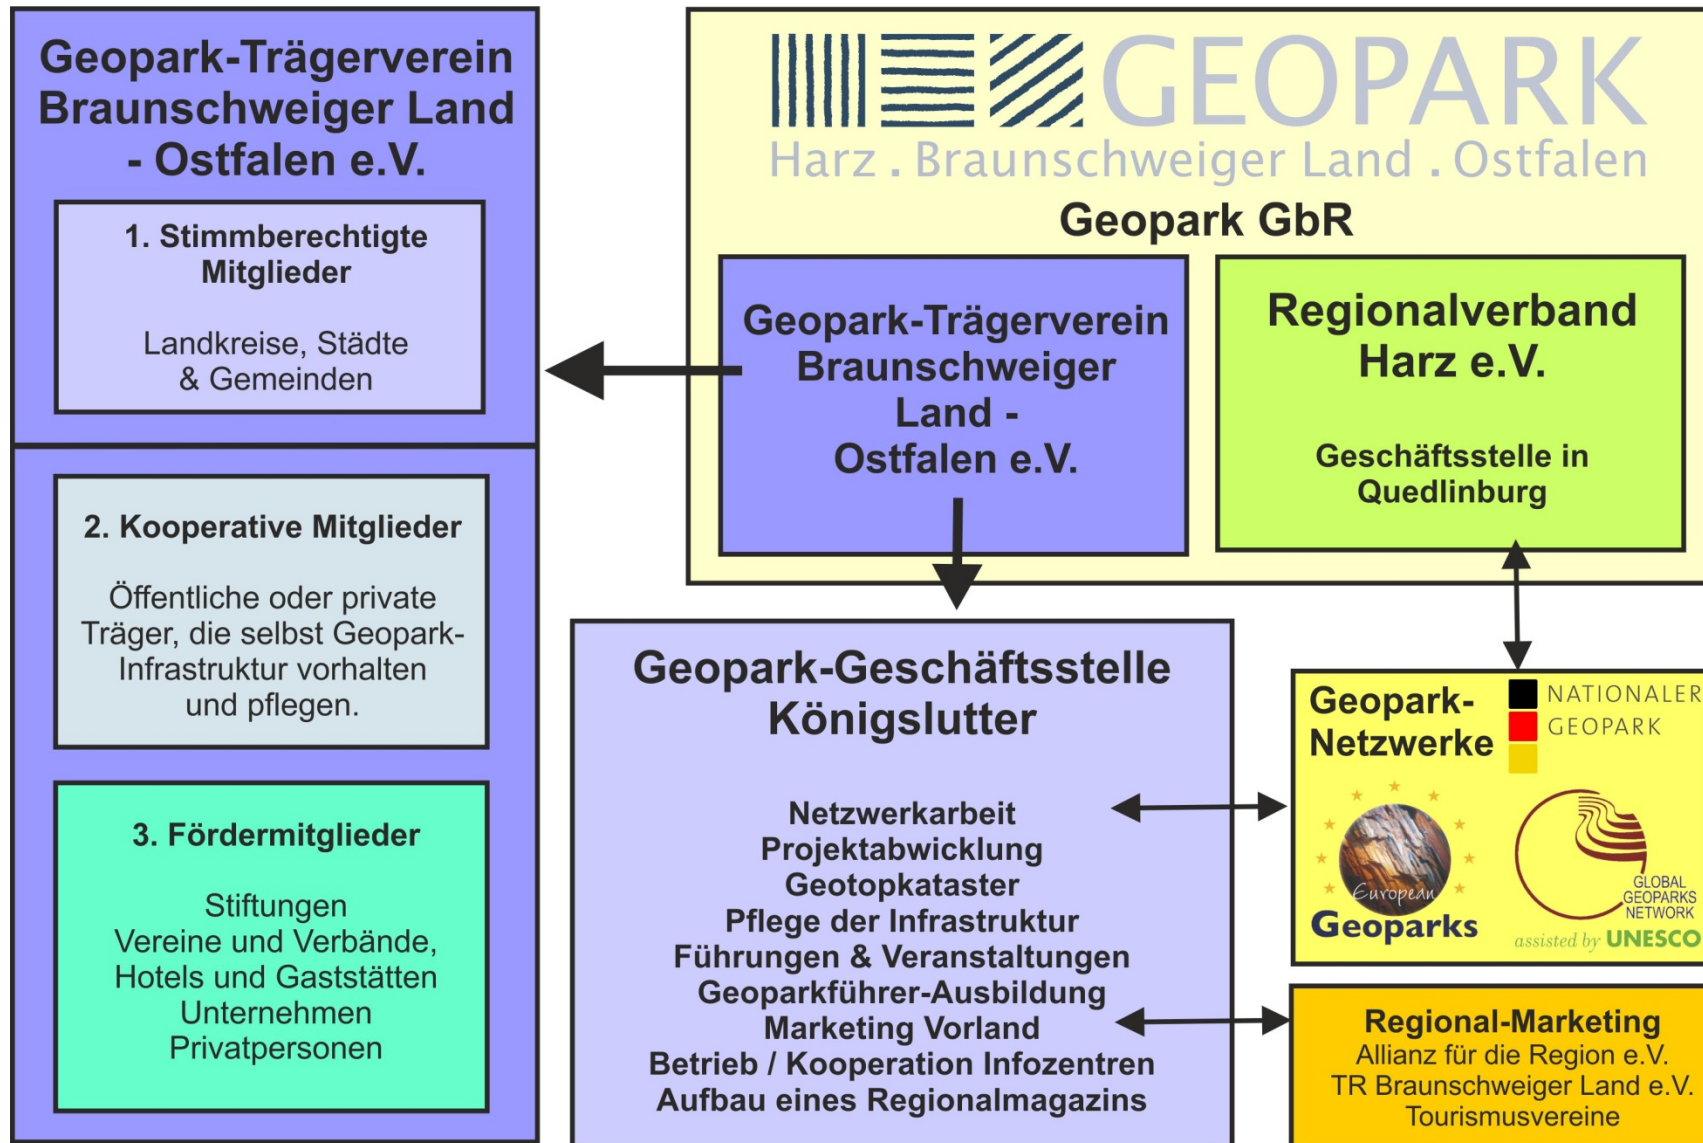 Geopark-Trägerverein
Braunschweiger Land
- Ostfalen e.V.
1. Stimmberechtigte
Mitglieder
Landkreise, Städte
& Gemeinden
2. Kooperative Mitglieder
Öffentliche oder private
Träger, die selbst Geopark-
Infrastruktur vorhalten
und pflegen.
3. Fördermitglieder
Stiftungen
Vereine und Verbände,
Hotels und Gaststätten
Unternehmen
Privatpersonen
GEOPARK
Harz . Braunschweiger Land . Ostfalen
Geopark GbR
Geopark-Trägerverein
Braunschweiger
Land -
Ostfalen e.V.
Regionalverband
Harz e.V.
Geschäftsstelle in
Quedlinburg
Geopark-Geschäftsstelle
Königslutter
Netzwerkarbeit
Projektabwicklung
Geotopkataster
Pflege der Infrastruktur
Führungen & Veranstaltungen
Geoparkführer-Ausbildung
Marketing Vorland
Betrieb / Kooperation Infozentren
Aufbau eines Regionalmagazins
Geopark-
Netzwerke
NATIONALER
GEOPARK
European
Geoparks
GLOBAL
GEOPARKS
NETWORK
assisted by UNESCO
Regional-Marketing
Allianz für die Region e.V.
TR Braunschweiger Land e.V.
Tourismusvereine